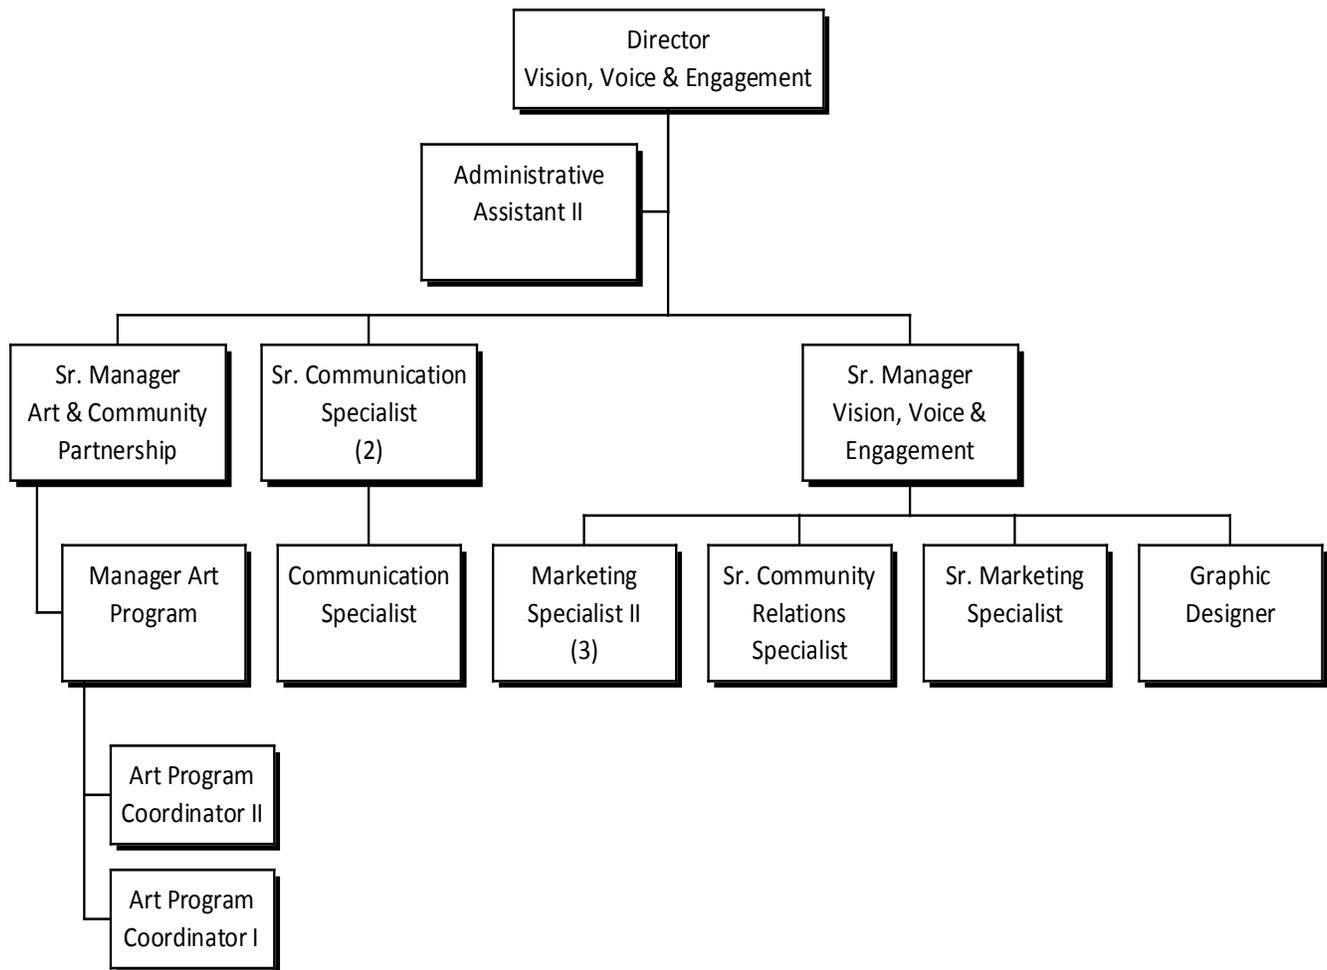 Director
Vision, Voice & Engagement
Administrative
Assistant II
Sr. Manager
Art & Community
Partnership
Sr. Communication
Specialist
(2)
Sr. Manager
Vision, Voice &
Engagement
Manager Art
Program
Communication
Specialist
Marketing
Specialist II
(3)
Sr. Community
Relations
Specialist
Sr. Marketing
Specialist
Graphic
Designer
Art Program
Coordinator II
Art Program
Coordinator I